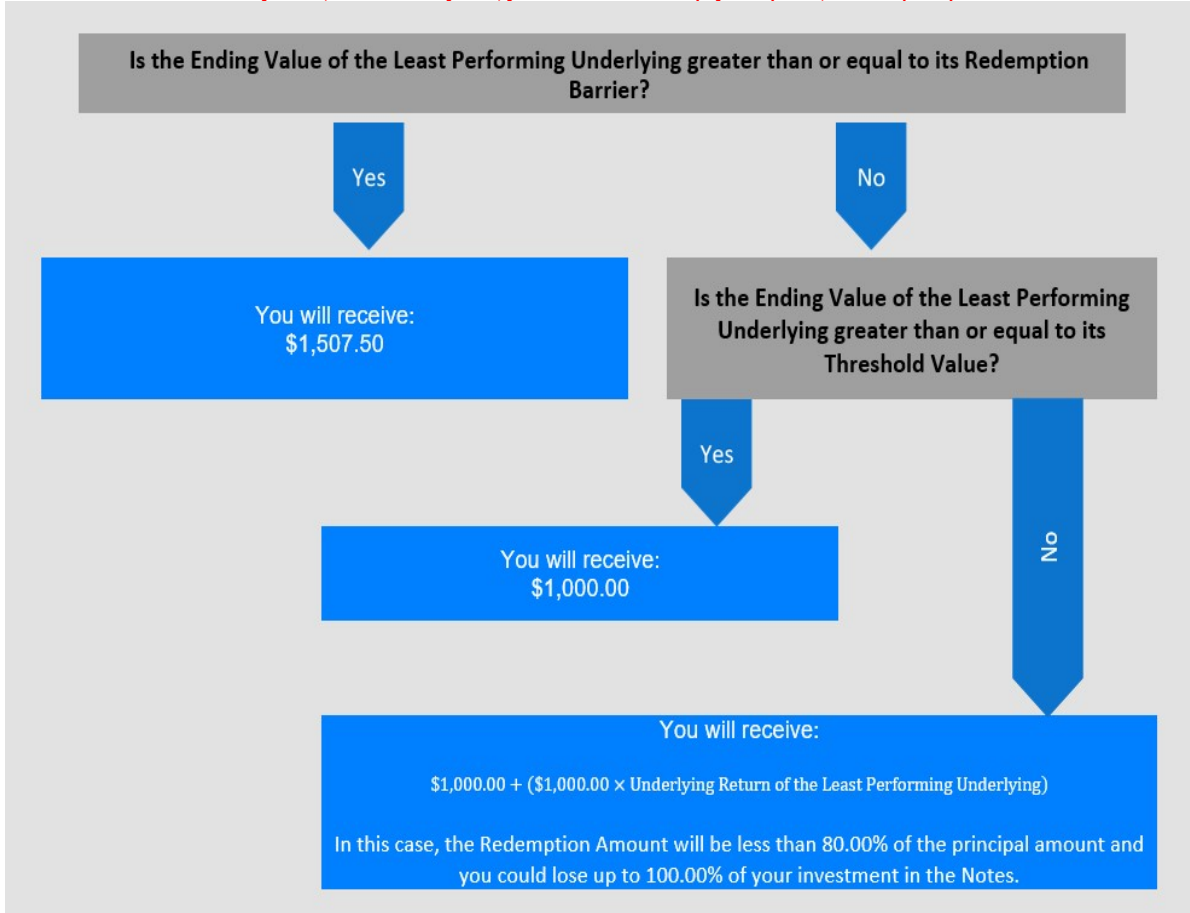 Is the Ending Value of the Least Performing Underlying greater than or equal to its Redemption
Barrier?
Yes
No
You will receive:
$1,507.50
Is the Ending Value of the Least Performing
Underlying greater than or equal to its
Threshold Value?
Yes
No
You will receive:
$1,000.00
You will receive:
$1,000.00 + ($1,000.00 × Underlying Return of the Least Performing Underlying)
In this case, the Redemption Amount will be less than 80.00% of the principal amount and
you could lose up to 100.00% of your investment in the Notes.